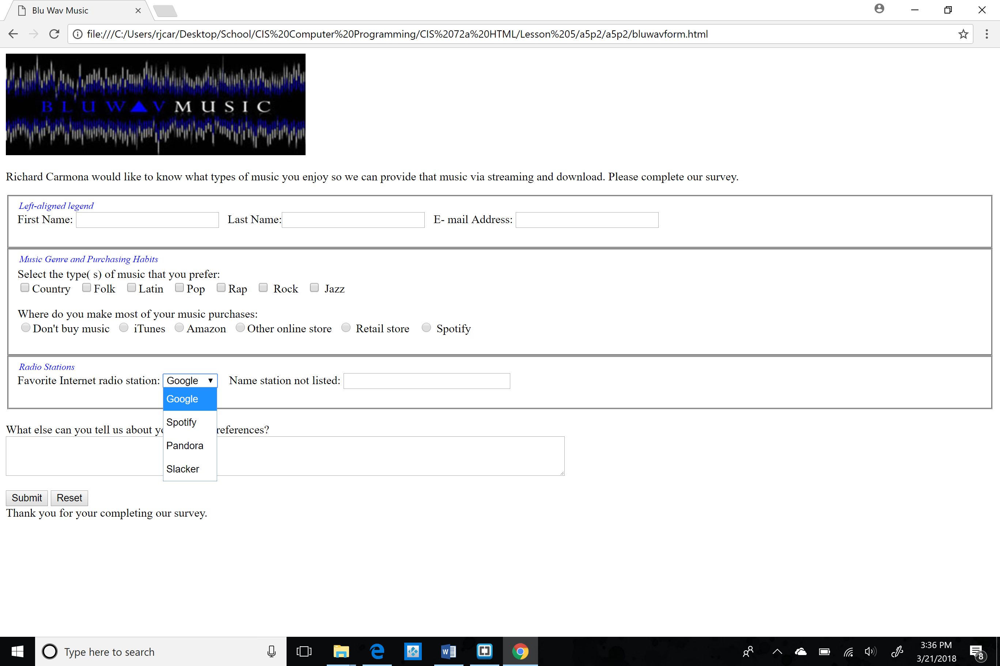 Blu Wav Music
file:///C:/Users/rjcar/Desktop/School/CIS%20Computer%20Programming/CIS%2072a%20HTML/Lesson%205/a5p2/a5p2/bluwavform.html
BLUWAVMUSIC
Richard Carmona would like to know what types of music you enjoy so we can provide that music via streaming and download. Please complete our survey.
Left-aligned legend
First Name: Last Name: E- mail Address:
Music Genre and Purchasing Habits
Select the type( s) of music that you prefer:
Country Folk Latin Pop Rap Rock Jazz
Where do you make most of your music purchases:
Don't buy music iTunes Amazon Other online store Retail store Spotify
Radio Stations
Favorite Internet radio station: Google Name station not listed:
Google
Spotify
What else can you tell us about references?
Pandora
Slacker
Submit Reset
Thank you for your completing our survey.
Type here to search
3:36 PM
3/21/2018
8